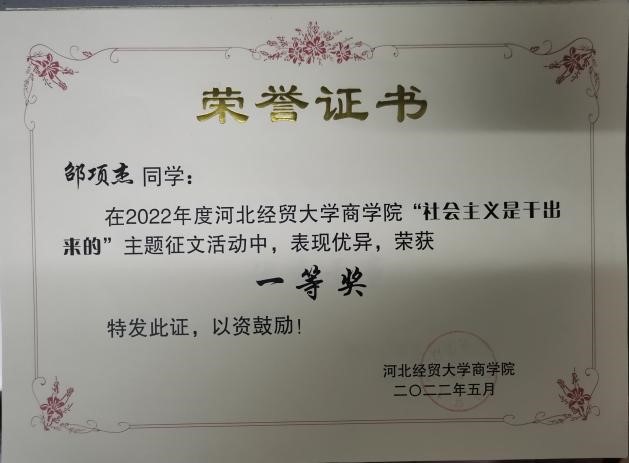 荣誉证书
邵项杰同学：
在2022年度河北经贸大学商学院“社会主义是干出
来的”主题征文活动中，表现优异，荣获
一等奖
特发此证，以资鼓励！
河北经贸大学商学院
二〇二二年五月